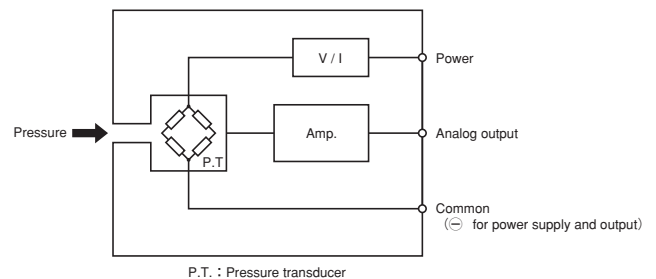 V / I
Power
Pressure
P.T
Amp.
Analog output
Common
(⊖ for power supply and output)
P.T. : Pressure transducer